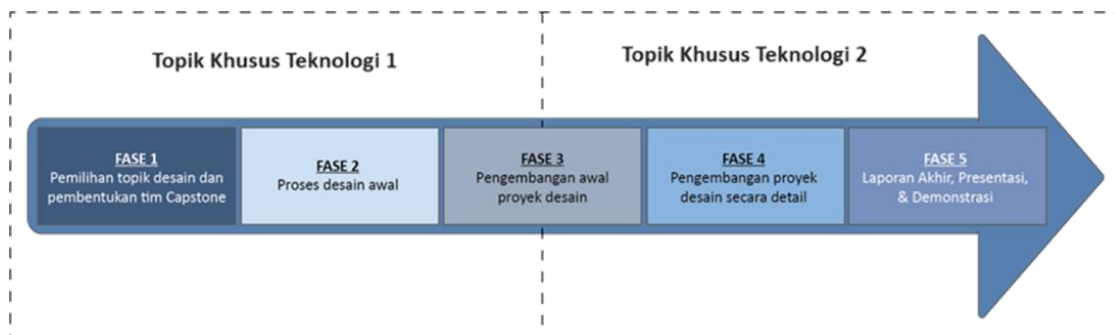 Topik Khusus Teknologi 1
Topik Khusus Teknologi 2
FASE 1
Pemilihan topik desain dan
pembentukan tim Capstone
FASE 2
Proses desain awal
FASE 3
Pengembangan awal
proyek desain
FASE 4
Pengembangan proyek
desain secara detail
FASE 5
Laporan Akhir, Presentasi,
& Demonstrasi